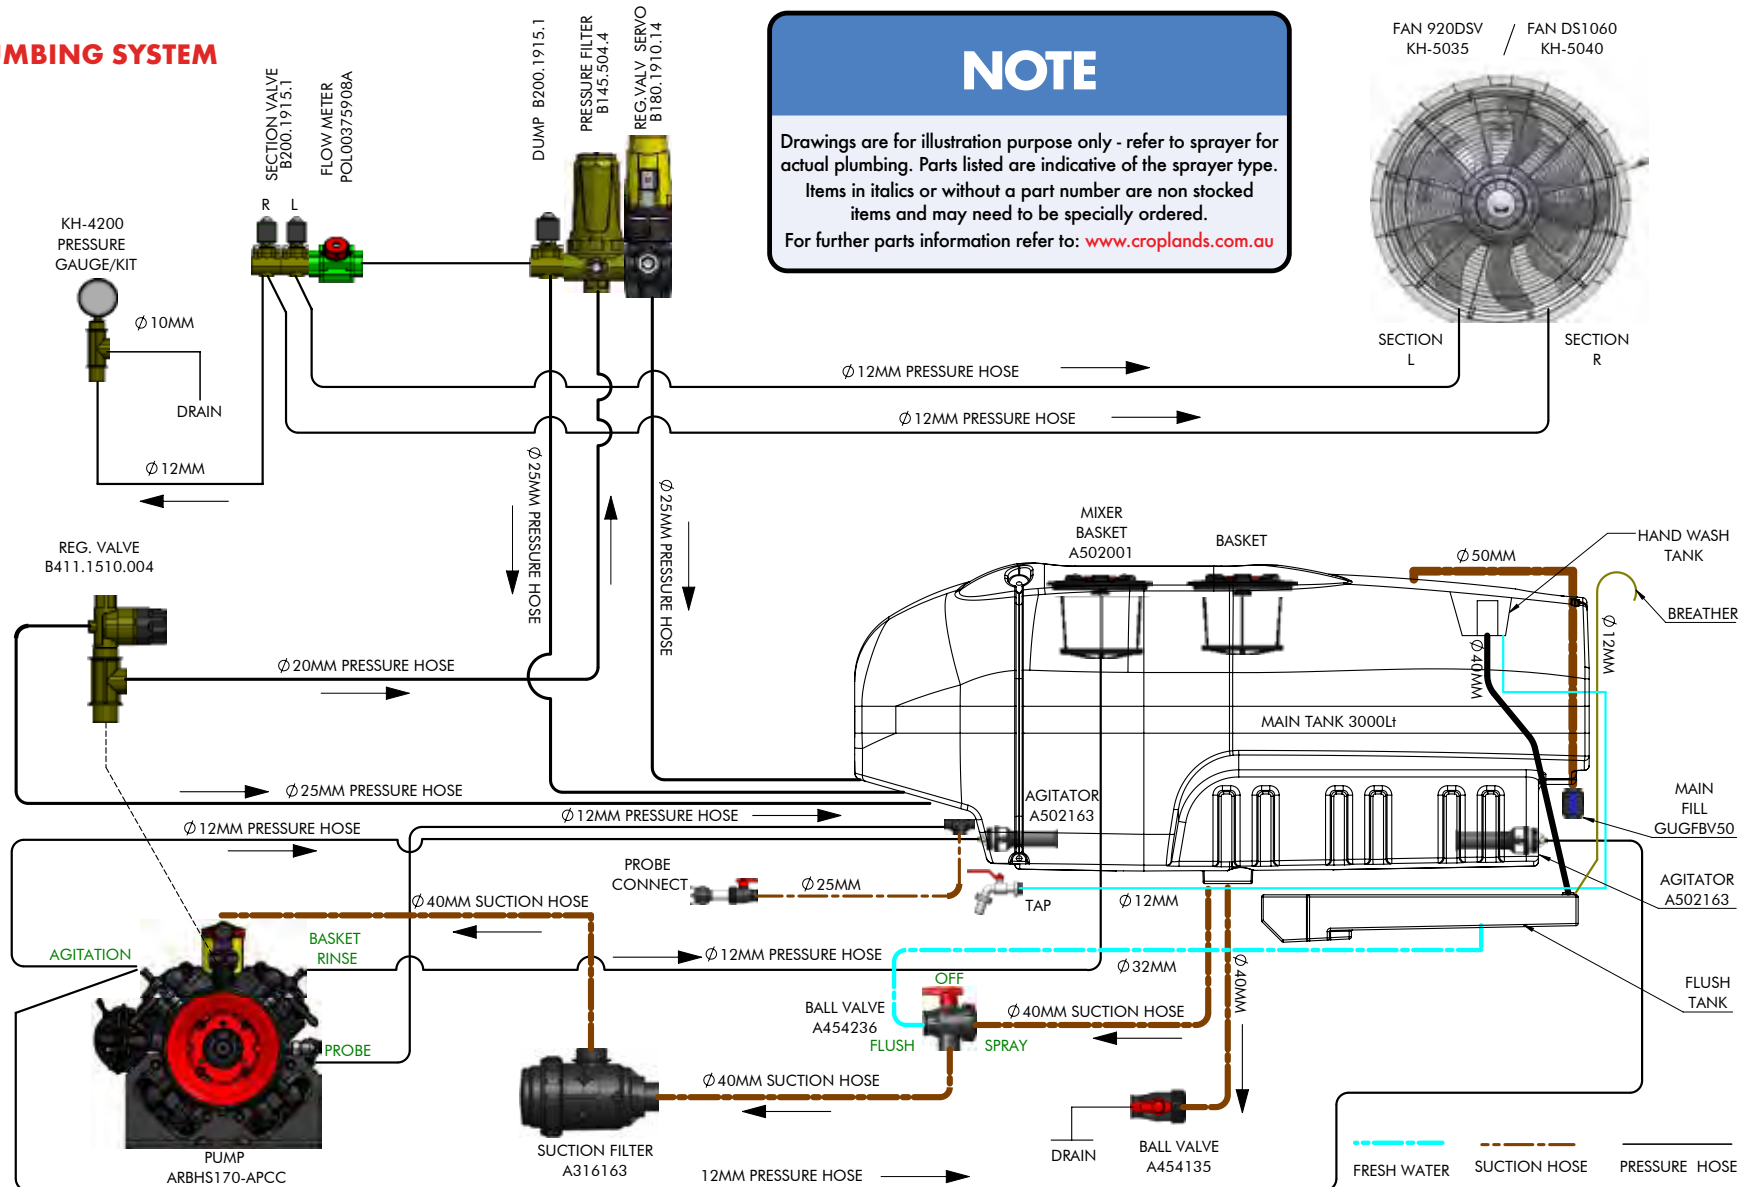 UMBING SYSTEM
SECTION VALVE
B200.1915.1
FLOW METER
POL00375908A
DUMP B200.1915.1
PRESSURE FILTER
B145.504.4
REG.VALV SERVO
B180.1910.14
NOTE
Drawings are for illustration purpose only - refer to sprayer for
actual plumbing. Parts listed are indicative of the sprayer type.
Items in italics or without a part number are non stocked
items and may need to be specially ordered.
For further parts information refer to: www.croplands.com.au
FAN 920DSV / FAN DS1060
KH-5035 KH-5040
R L
KH-4200
PRESSURE
GAUGE/KIT
Ø10MM
DRAIN
Ø12MM
SECTION
L
SECTION
R
Ø12MM PRESSURE HOSE
Ø12MM PRESSURE HOSE
Ø25MM PRESSURE HOSE
Ø25MM PRESSURE HOSE
REG. VALVE
B411.1510.004
Ø20MM PRESSURE HOSE
MIXER
BASKET
A502001
BASKET
Ø50MM
HAND WASH
TANK
BREATHER
Ø12MM
Ø40MM
MAIN TANK 3000Lt
Ø25MM PRESSURE HOSE
Ø12MM PRESSURE HOSE
Ø12MM PRESSURE HOSE
AGITATOR
A502163
MAIN
FILL
GUGFBV50
PROBE
CONNECT
Ø25MM
TAP
Ø12MM
AGITATOR
A502163
Ø40MM SUCTION HOSE
AGITATION
BASKET
RINSE
Ø12MM PRESSURE HOSE
Ø32MM
Ø40MM
OFF
BALL VALVE
A454236
FLUSH
SPRAY
Ø40MM SUCTION HOSE
FLUSH
TANK
PROBE
Ø40MM SUCTION HOSE
PUMP
ARBHS170-APCC
SUCTION FILTER
A316163
12MM PRESSURE HOSE
DRAIN
BALL VALVE
A454135
FRESH WATER
SUCTION HOSE
PRESSURE HOSE